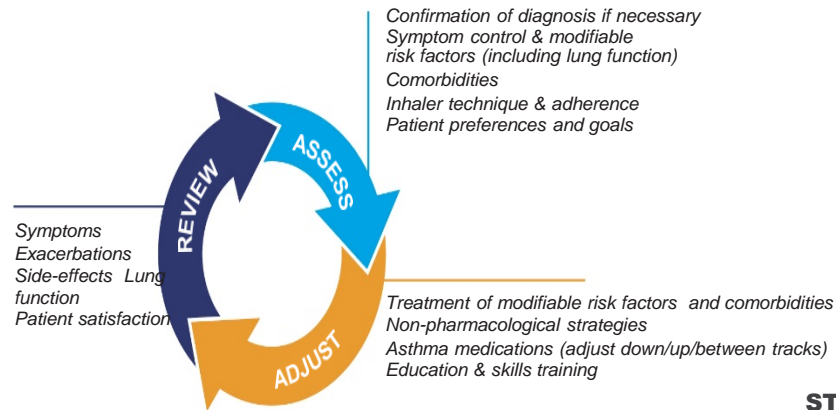 Confirmation of diagnosis if necessary
Symptom control & modifiable
risk factors (including lung function)
Comorbidities
Inhaler technique & adherence
Patient preferences and goals
ASSESS
REVIEW
Symptoms
Exacerbations
Side-effects Lung
function
Patient satisfaction
ADJUST
Treatment of modifiable risk factors and comorbidities
Non-pharmacological strategies
Asthma medications (adjust down/up/between tracks)
Education & skills training
ST